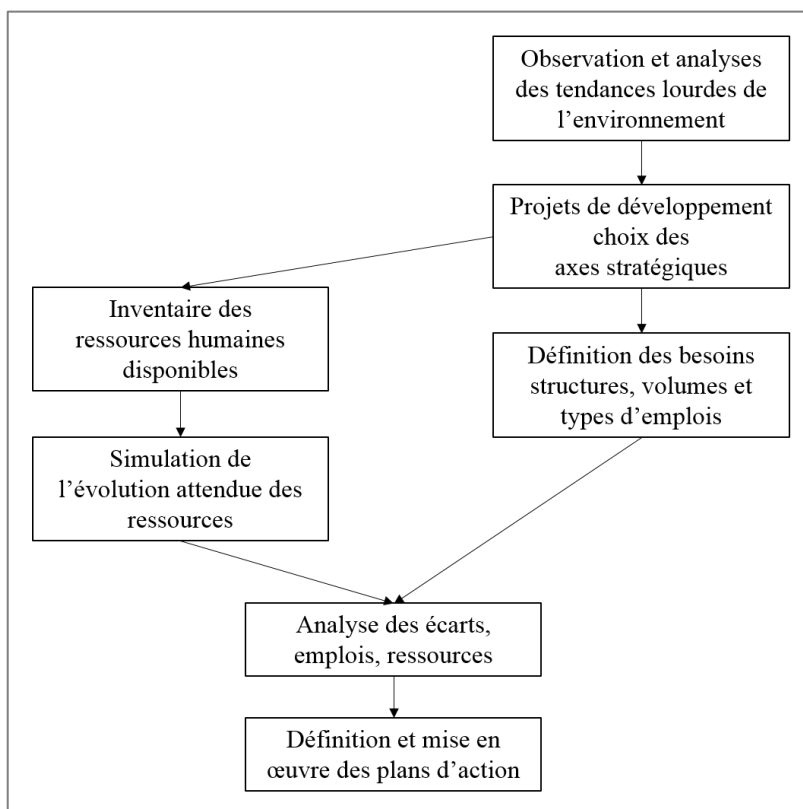 Observation et analyses
des tendances lourdes de
l’environnement
Projets de développement
choix des
axes stratégiques
Inventaire des
ressources humaines
disponibles
Définition des besoins
structures, volumes et
types d’emplois
Simulation de
l’évolution attendue des
ressources
Analyse des écarts,
emplois, ressources
Définition et mise en
œuvre des plans d’action